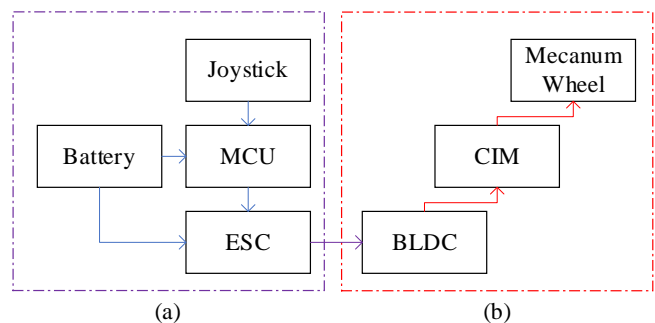 Joystick
Mecanum
Wheel
Battery
MCU
CIM
ESC
BLDC
(a)
(b)